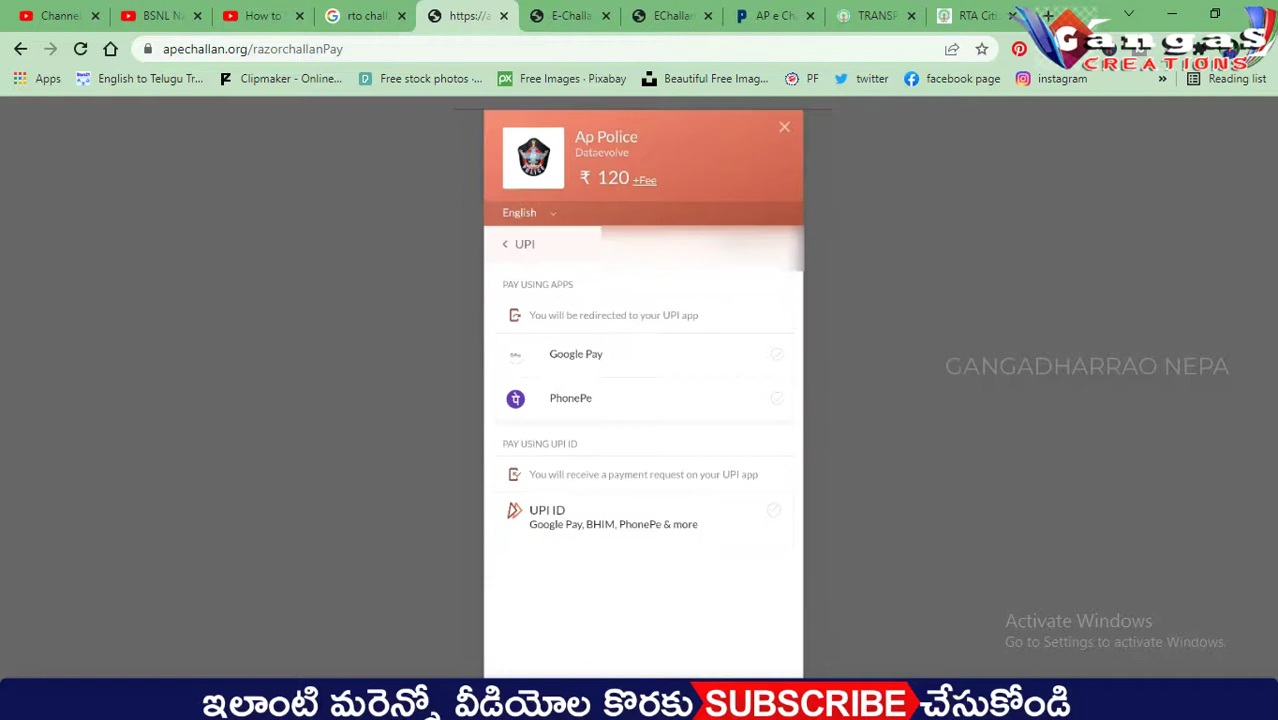 Channel
BSNL Na
How to
rto chall
https://a
E-Challan
EChallan
AP e Ch
TRANSP
RTA Citi
apechallan.org/razorchallanPay
GangaS
CREATIONS
Apps
English to Telugu Tr...
Clipmaker - Online...
Free stock photos -...
Free Images - Pixabay
Beautiful Free Imag...
PF
twitter
facebook page
instagram
»
Reading list
Ap Police
Dataevolve
₹ 120 +Fee
English
UPI
PAY USING APPS
You will be redirected to your UPI app
Google Pay
PhonePe
PAY USING UPI ID
You will receive a payment request on your UPI app
UPI ID
Google Pay, BHIM, PhonePe & more
GANGADHARRAO NEPA
Activate Windows
Go to Settings to activate Windows.
ఇలాంటి మరెన్నో వీడియోల కొరకు SUBSCRIBE చేసుకోండి